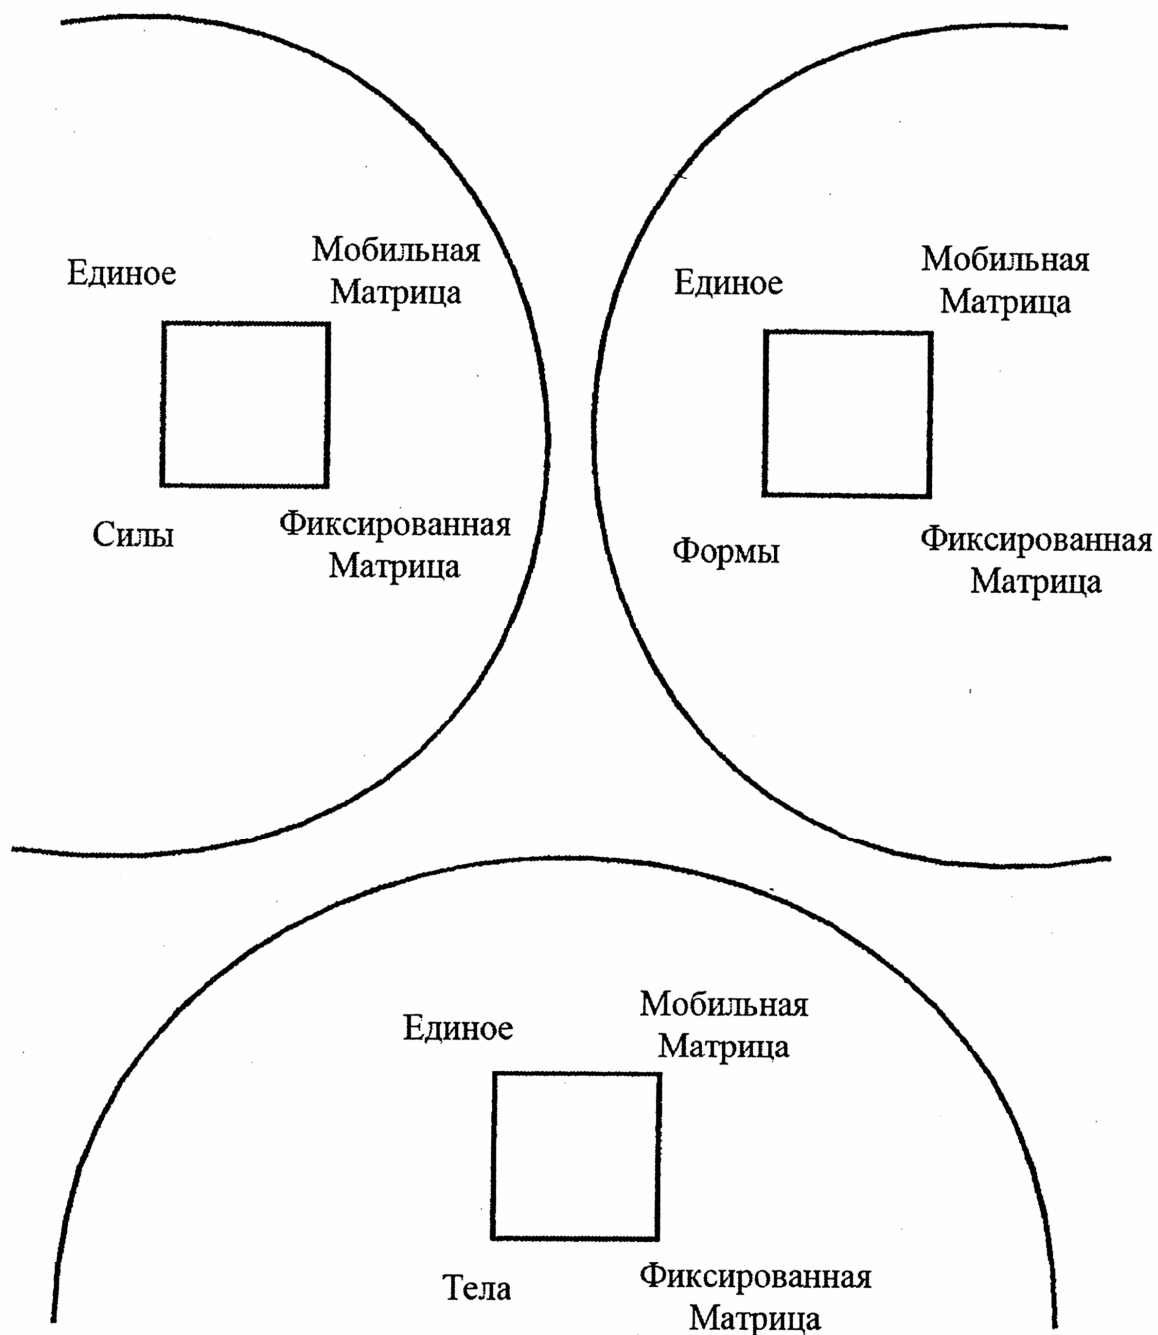 Единое
Мобильная
Матрица
Силы
Фиксированная
Матрица
Единое
Мобильная
Матрица
Формы
Фиксированная
Матрица
Единое
Мобильная
Матрица
Тела
Фиксированная
Матрица